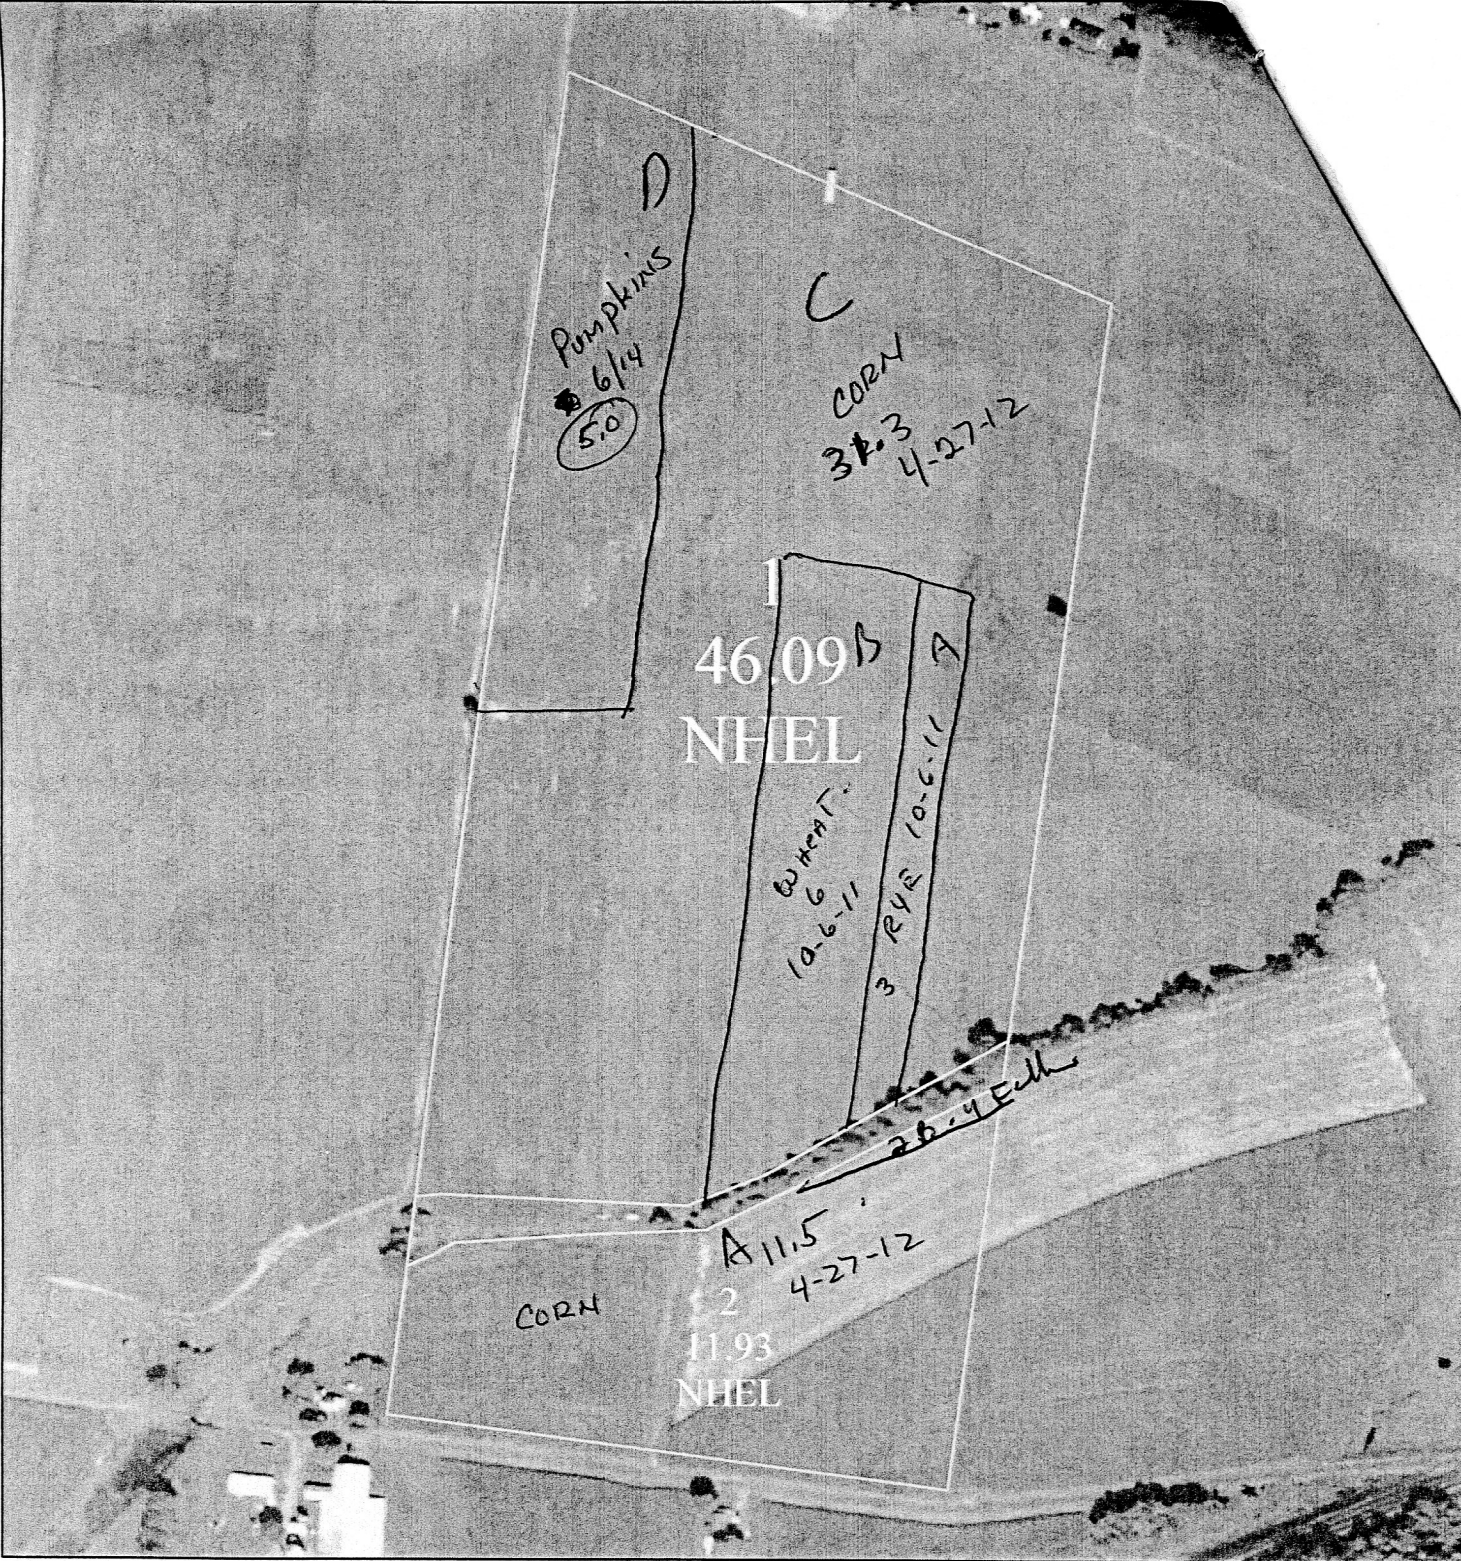 D
Pumpkins
6/14
5.0
C
CORN
4-27-12
1
46.09
NHEL
B
WHEAT.
6
10-6-11
A
3 RYE 10-6-11
A 11.5
4-27-12
CORN
2
11.93
NHEL